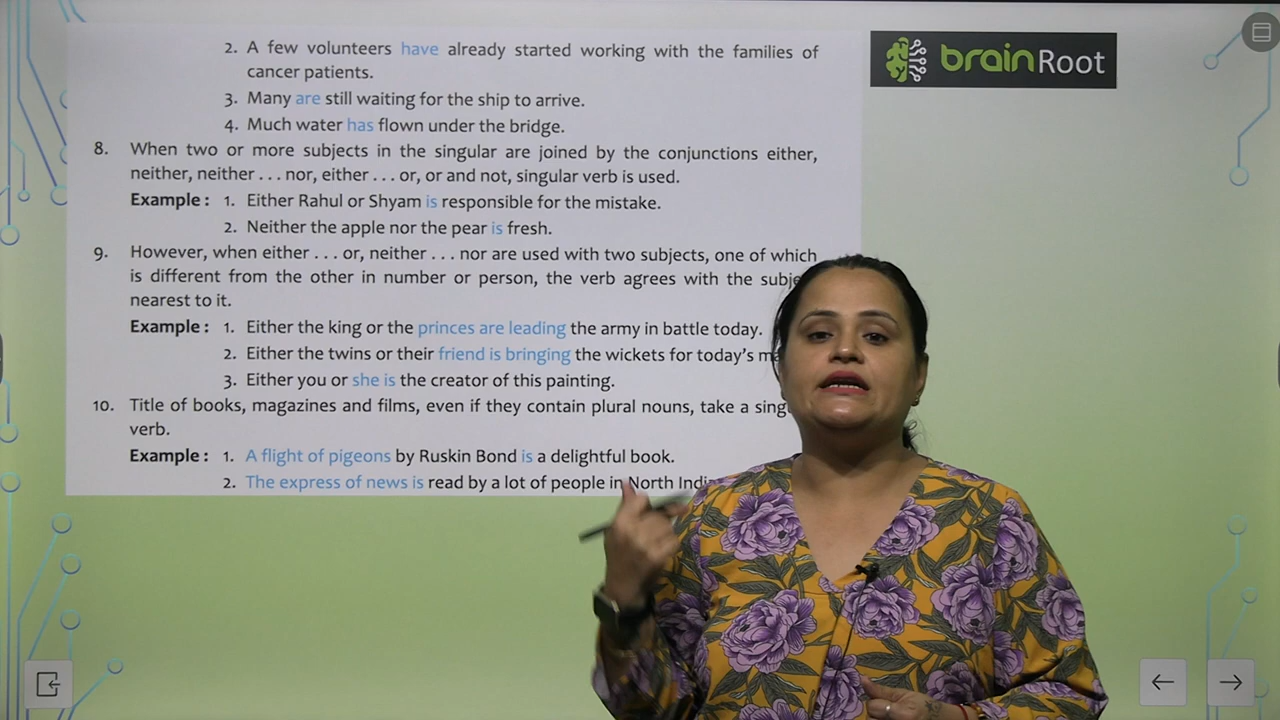 2. A few volunteers have already started working with the families of
cancer patients.
3. Many are still waiting for the ship to arrive.
4. Much water has flown under the bridge.
8. When two or more subjects in the singular are joined by the conjunctions either,
neither, neither ... nor, either ... or, or and not, singular verb is used.
Example : 1. Either Rahul or Shyam is responsible for the mistake.
2. Neither the apple nor the pear is fresh.
9. However, when either ... or, neither ... nor are used with two subjects, one of which
is different from the other in number or person, the verb agrees with the
nearest to it.
Example : 1. Either the king or the princes are leading the army in battle today.
2. Either the twins or their friend is bringing the wickets for today's
3. Either you or she is the creator of this painting.
10. Title of books, magazines and films, even if they contain plural nouns, take a
verb.
Example : 1. A flight of pigeons by Ruskin Bond is a delightful book.
2. The express of news is read by a lot of people in North
brainRoot